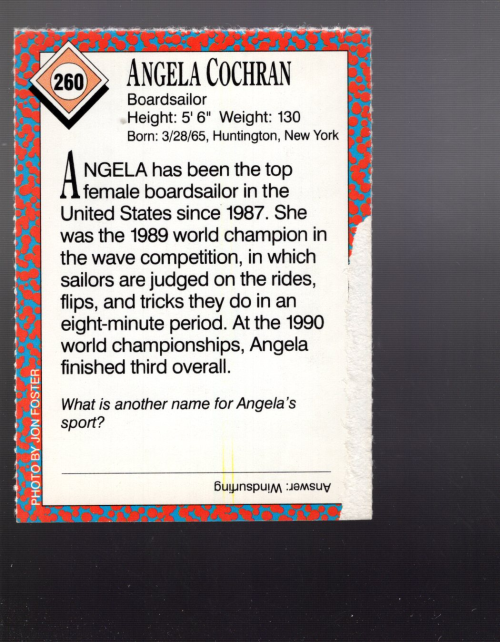 260
ANGELA COCHRAN
Boardsailor
Height: 5' 6" Weight: 130
Born: 3/28/65, Huntington, New York
ANGELA has been the top
female boardsailor in the
United States since 1987. She
was the 1989 world champion in
the wave competition, in which
sailors are judged on the rides,
flips, and tricks they do in an
eight-minute period. At the 1990
world championships, Angela
finished third overall.
What is another name for Angela's
sport?
Answer: Windsurfing
PHOTO BY JON FOSTER